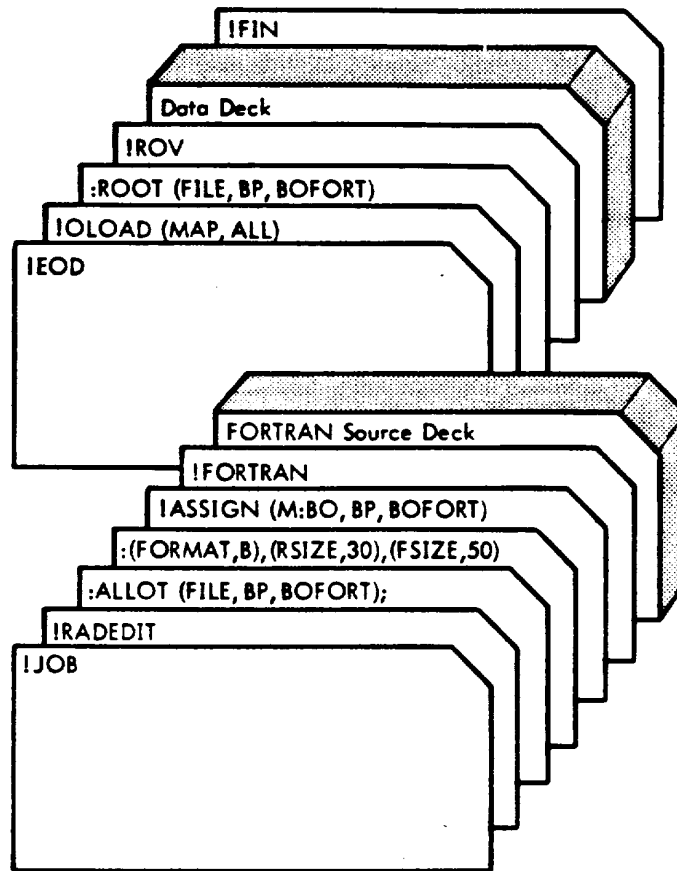 !FIN
Data Deck
!ROV
:ROOT (FILE, BP, BOFORT)
!OLOAD (MAP, ALL)
!EOD
FORTRAN Source Deck
!FORTRAN
!ASSIGN (M:BO, BP, BOFORT)
:(FORMAT,B),(RSIZE,30),(FSIZE,50)
:ALLOT (FILE, BP, BOFORT);
!RADEDIT
!JOB